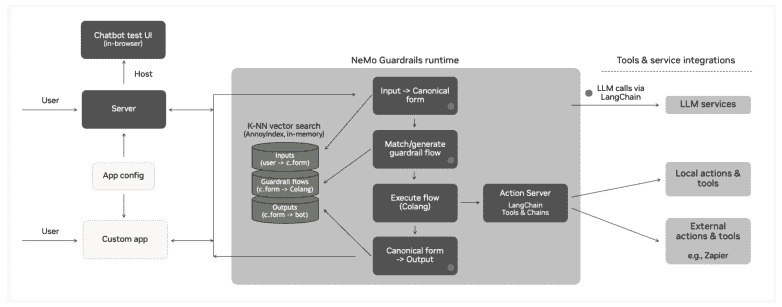 Chatbot test UI
(in-browser)
Host
User
Server
App config
User
Custom app
NeMo Guardrails runtime
K-NN vector search
(AnnoyIndex, in-memory)
Inputs
(user -> c.form)
Guardrail flows
(c.form -> Colang)
Outputs
(c.form -> bot)
Input -> Canonical
form
Match/generate
guardrail flow
Execute flow
(Colang)
Canonical form
-> Output
Action Server
LangChain
Tools & Chains
Tools & service integrations
LLM calls via
LangChain
LLM services
Local actions &
tools
External
actions & tools
e.g., Zapier